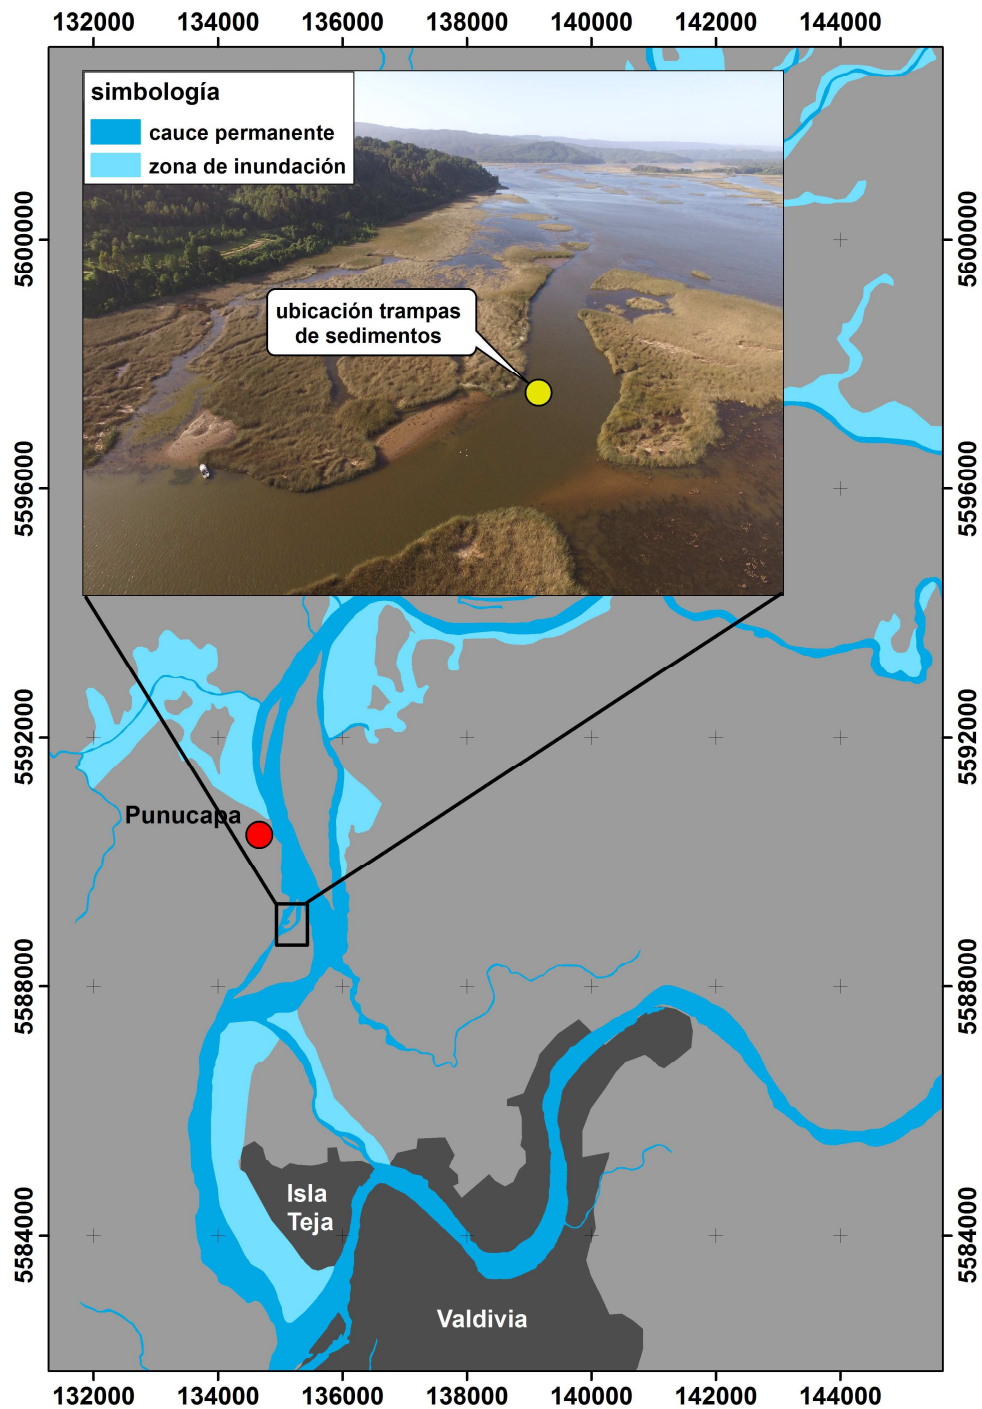 132000 134000 136000 138000 140000 142000 144000
simbología
cauce permanente
zona de inundación
5600000
5600000
ubicación trampas
de sedimentos
5596000
5596000
5592000
5592000
Punucapa
5588000
5588000
Isla
Teja
5584000
5584000
Valdivia
132000 134000 136000 138000 140000 142000 144000